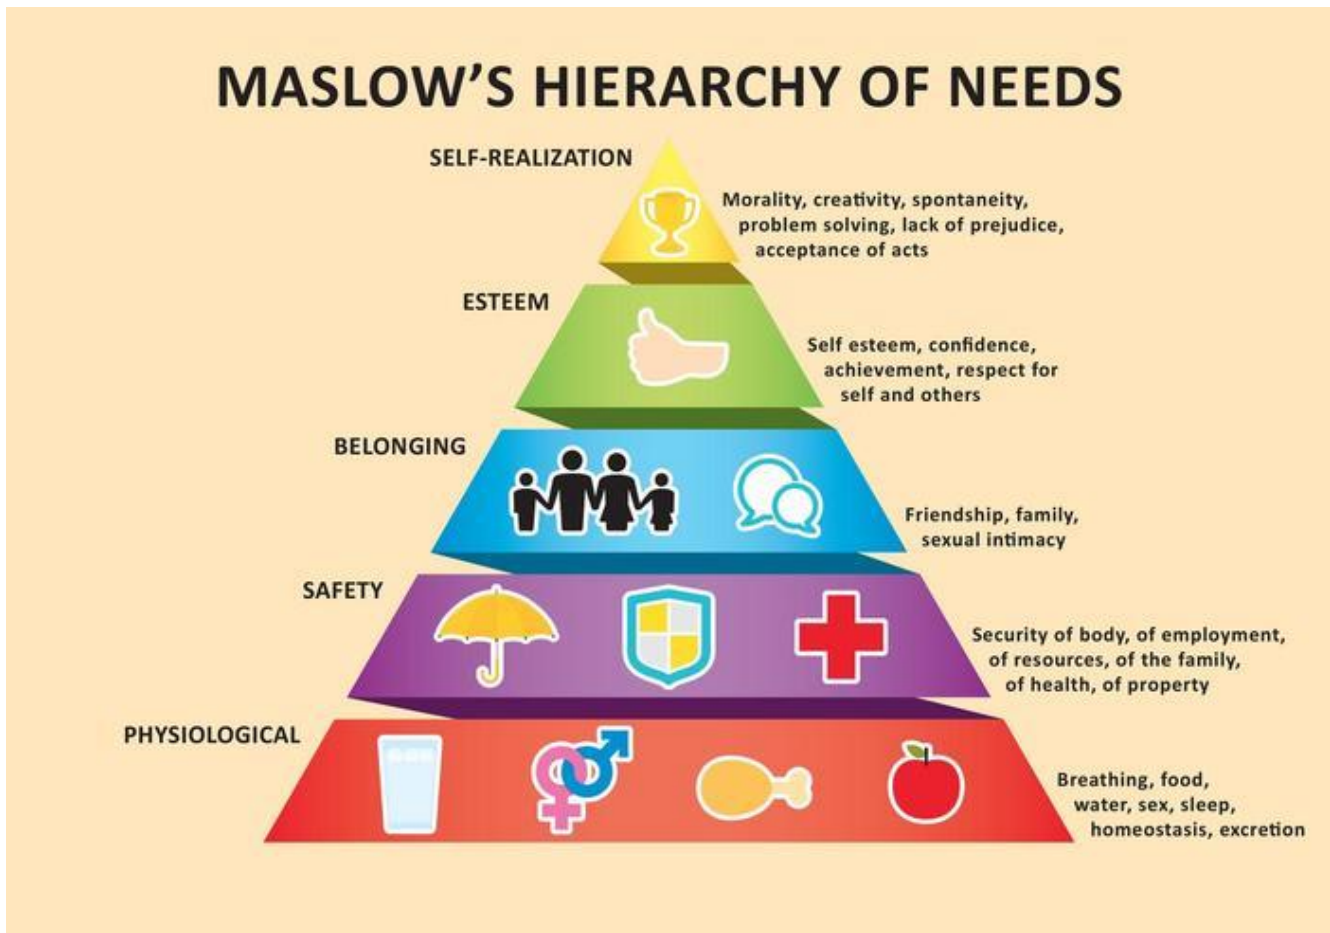 MASLOW'S HIERARCHY OF NEEDS
SELF-REALIZATION
Morality, creativity, spontaneity,
problem solving, lack of prejudice,
acceptance of acts
ESTEEM
Self esteem, confidence,
achievement, respect for
self and others
BELONGING
Friendship, family,
sexual intimacy
SAFETY
Security of body, of employment,
of resources, of the family,
of health, of property
PHYSIOLOGICAL
Breathing, food,
water, sex, sleep,
homeostasis, excretion